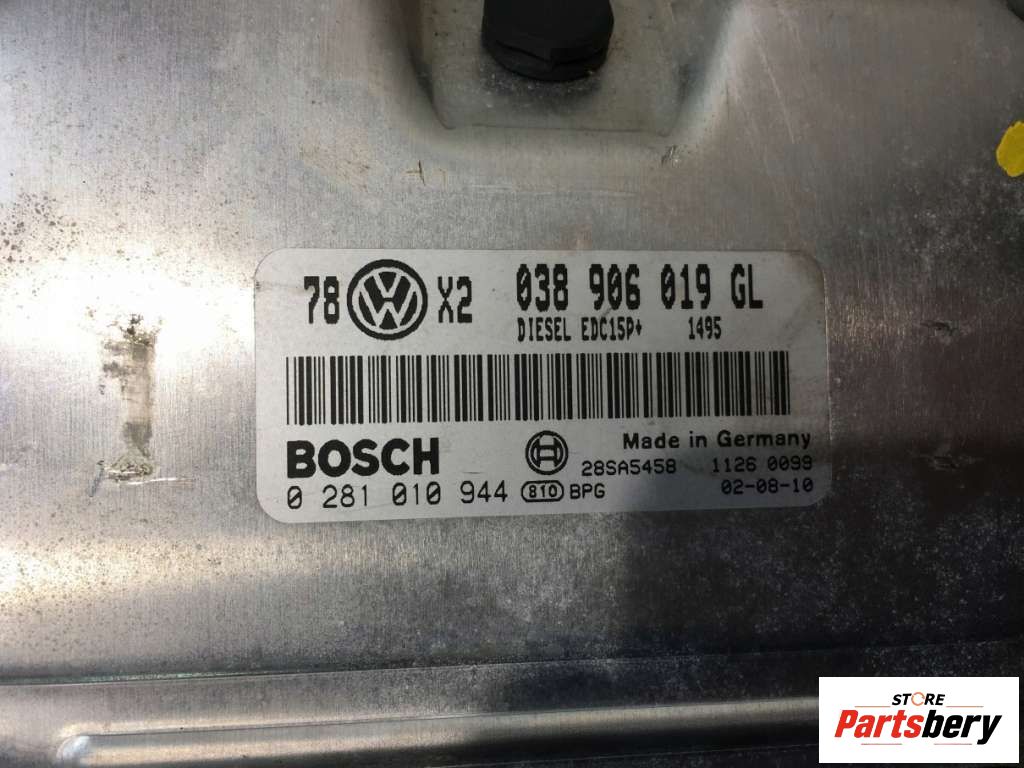 78 VW X2 038 906 019 GL
DIESEL EDC15P+ 1495
BOSCH Made in Germany
28SA5458 1126 0099
0 281 010 944 810 BPG 02-08-10
STORE
Partsbery